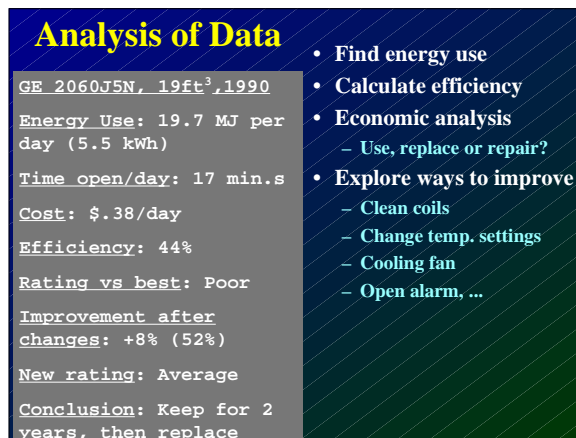 Analysis of Data
GE 2060J5N, 19ft³,1990
Energy Use: 19.7 MJ per
day (5.5 kWh)
Time open/day: 17 min.s
Cost: $.38/day
Efficiency: 44%
Rating vs best: Poor
Improvement after
changes: +8% (52%)
New rating: Average
Conclusion: Keep for 2
years, then replace
• Find energy use
• Calculate efficiency
• Economic analysis
– Use, replace or repair?
• Explore ways to improve
– Clean coils
– Change temp. settings
– Cooling fan
– Open alarm, ...